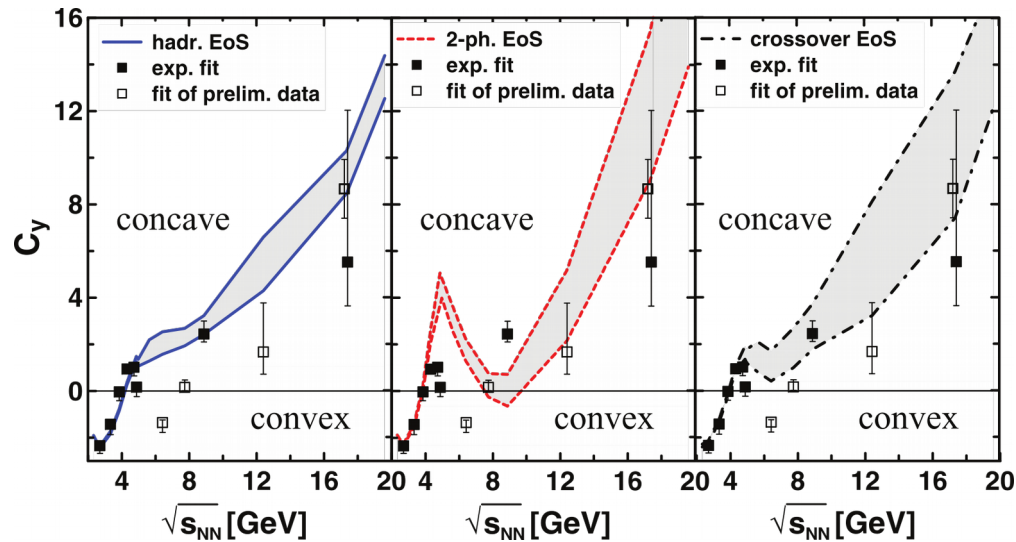 16
12
8
4
0
C_y
hadr. EoS
exp. fit
fit of prelim. data
concave
convex
2-ph. EoS
exp. fit
fit of prelim. data
concave
convex
crossover EoS
exp. fit
fit of prelim. data
concave
convex
4 8 12 16 20
4 8 12 16 20
4 8 12 16 20
√s_NN [GeV]
√s_NN [GeV]
√s_NN [GeV]